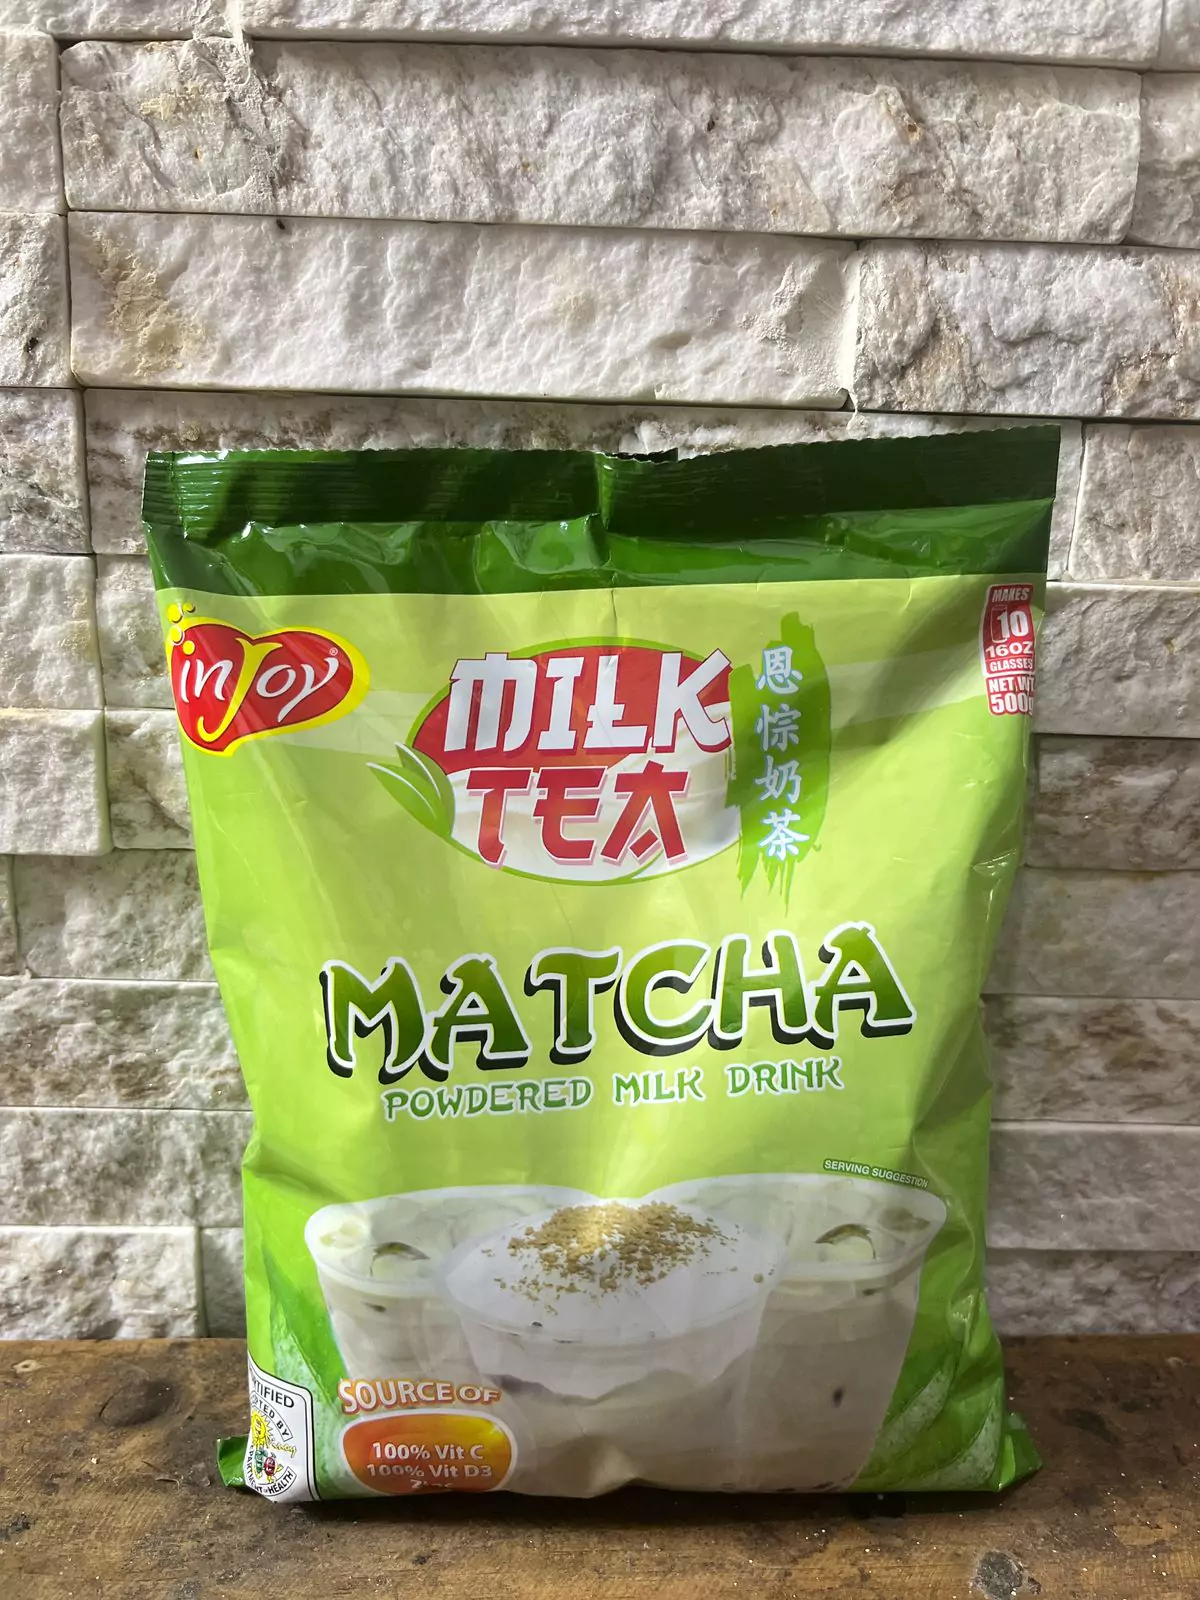 inJoy®
MILK
TEA
恩
悰
奶
茶
MAKES
10
16OZ
GLASSES
NET WT
500g
MATCHA
POWDERED MILK DRINK
SERVING SUGGESTION
SOURCE OF
100% Vit C
100% Vit D3